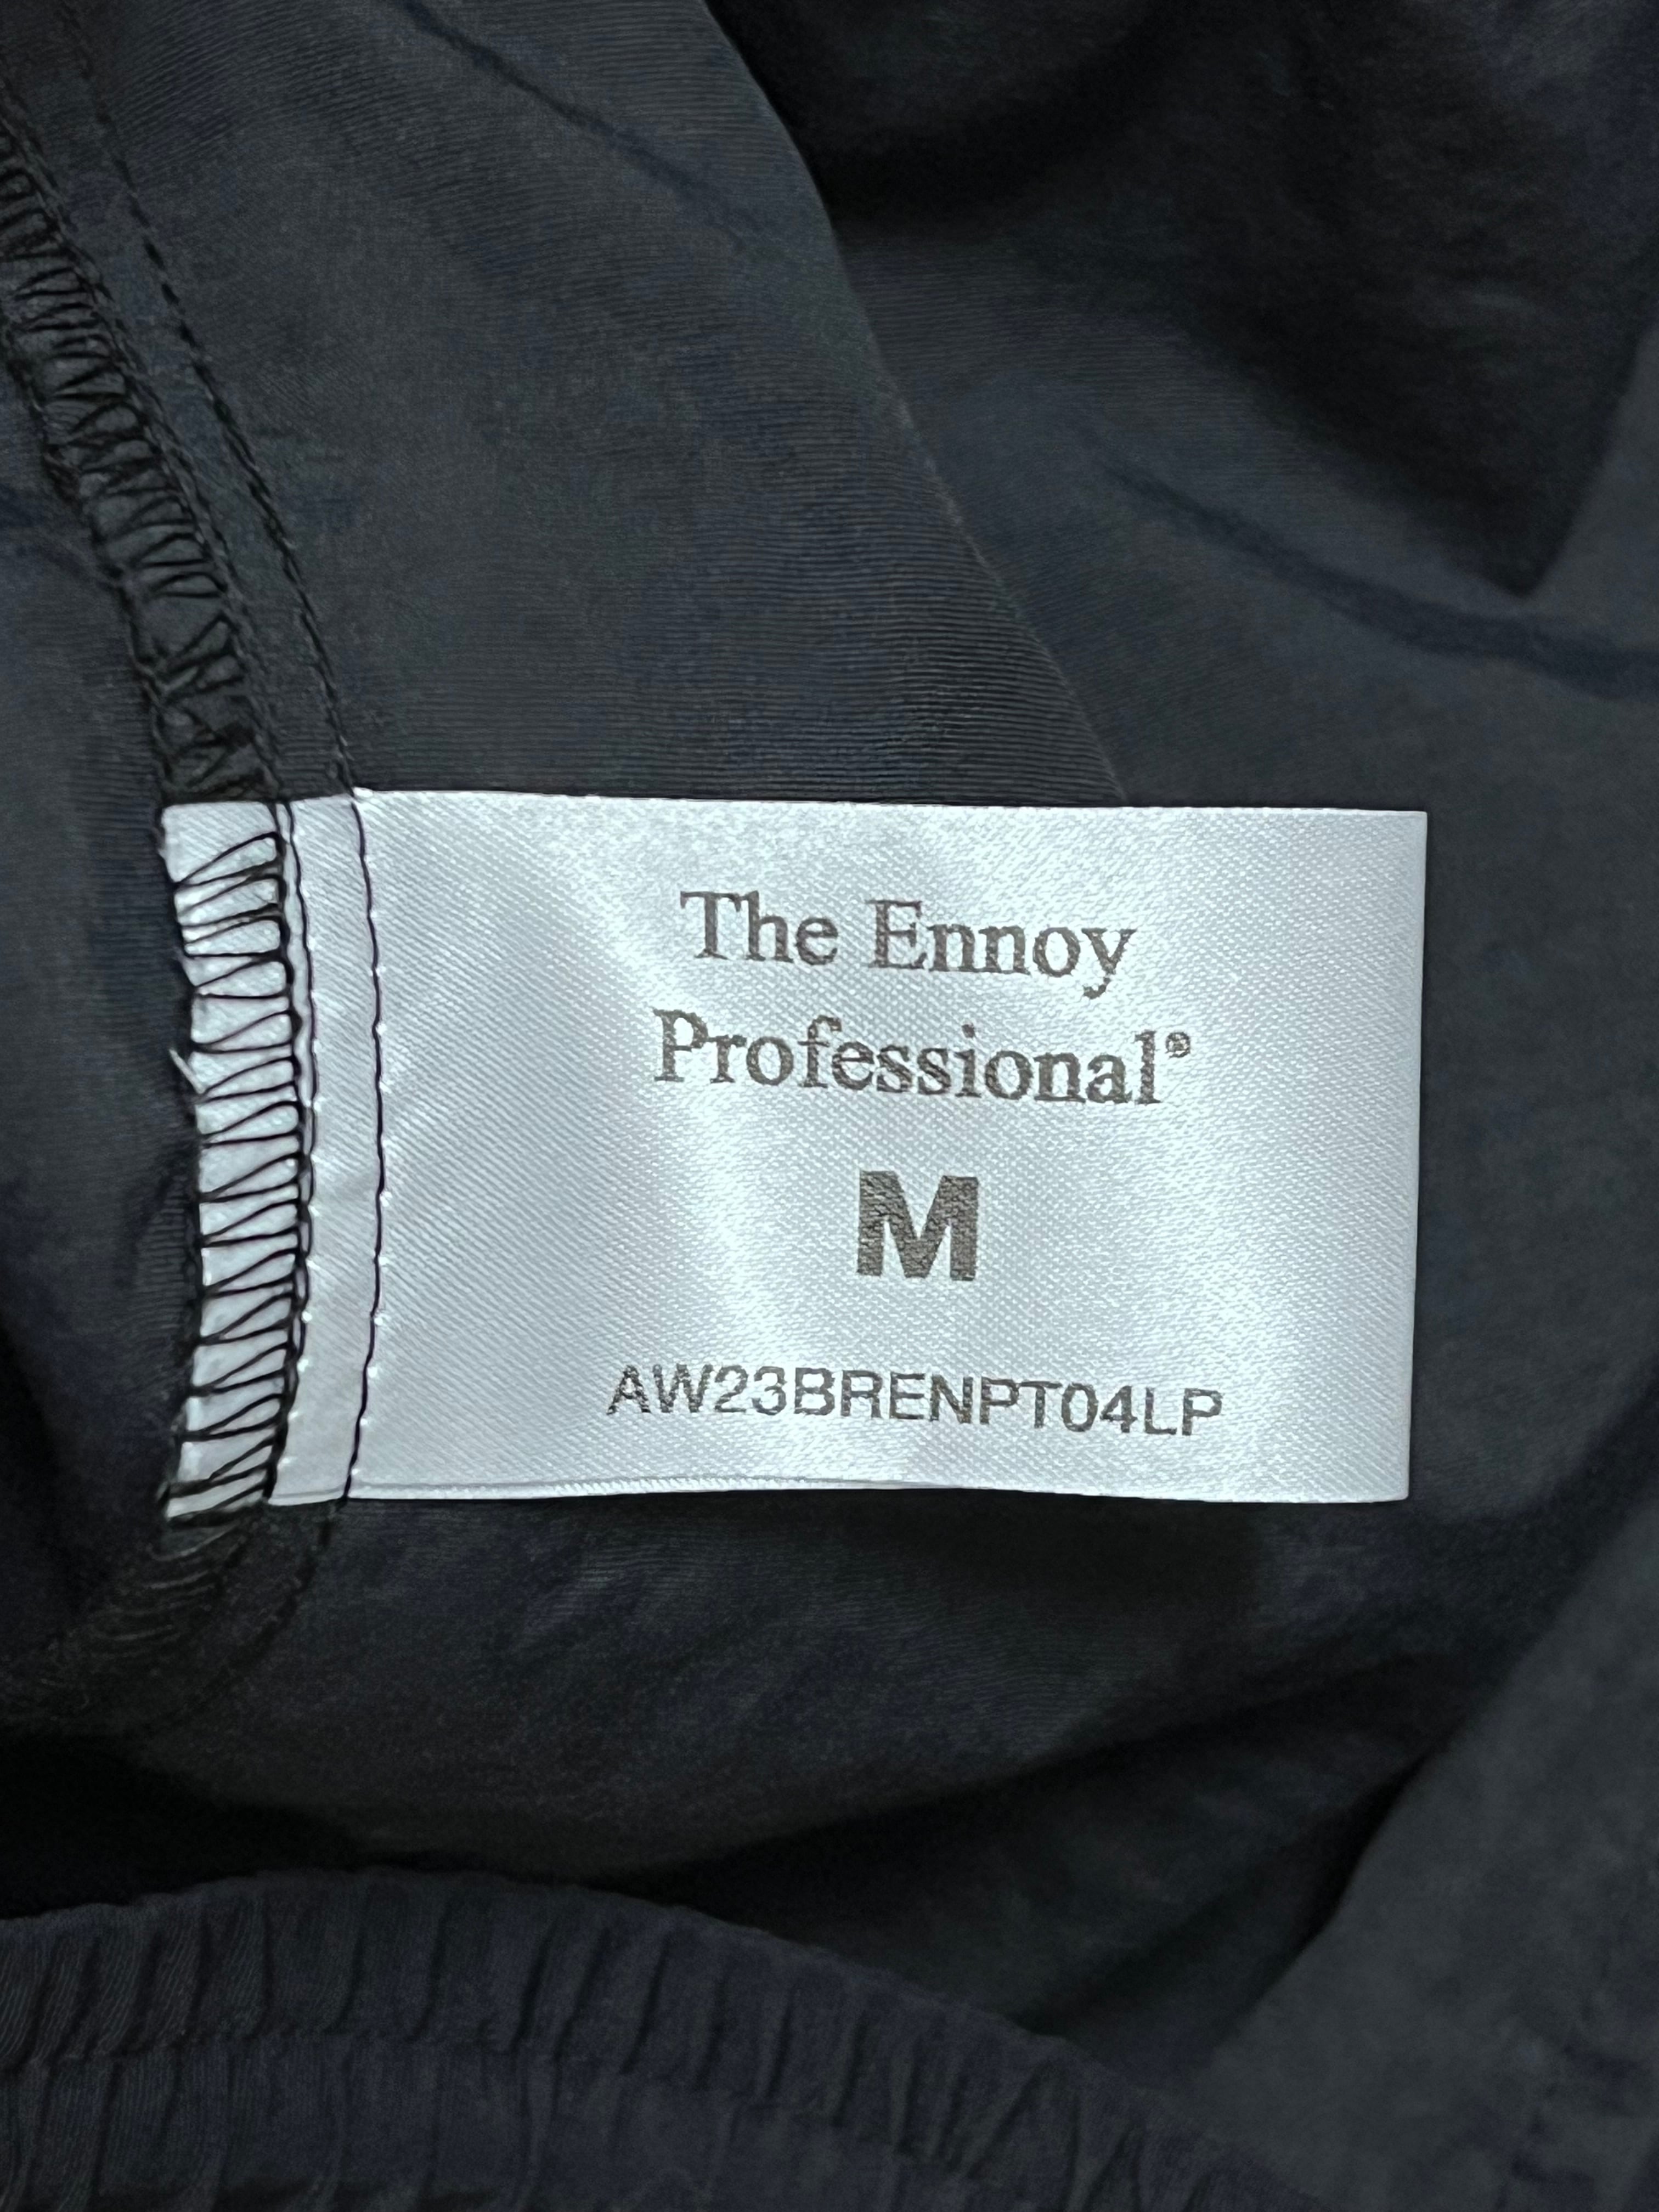 The Ennoy
Professional®
M
AW23BRENPT04LP